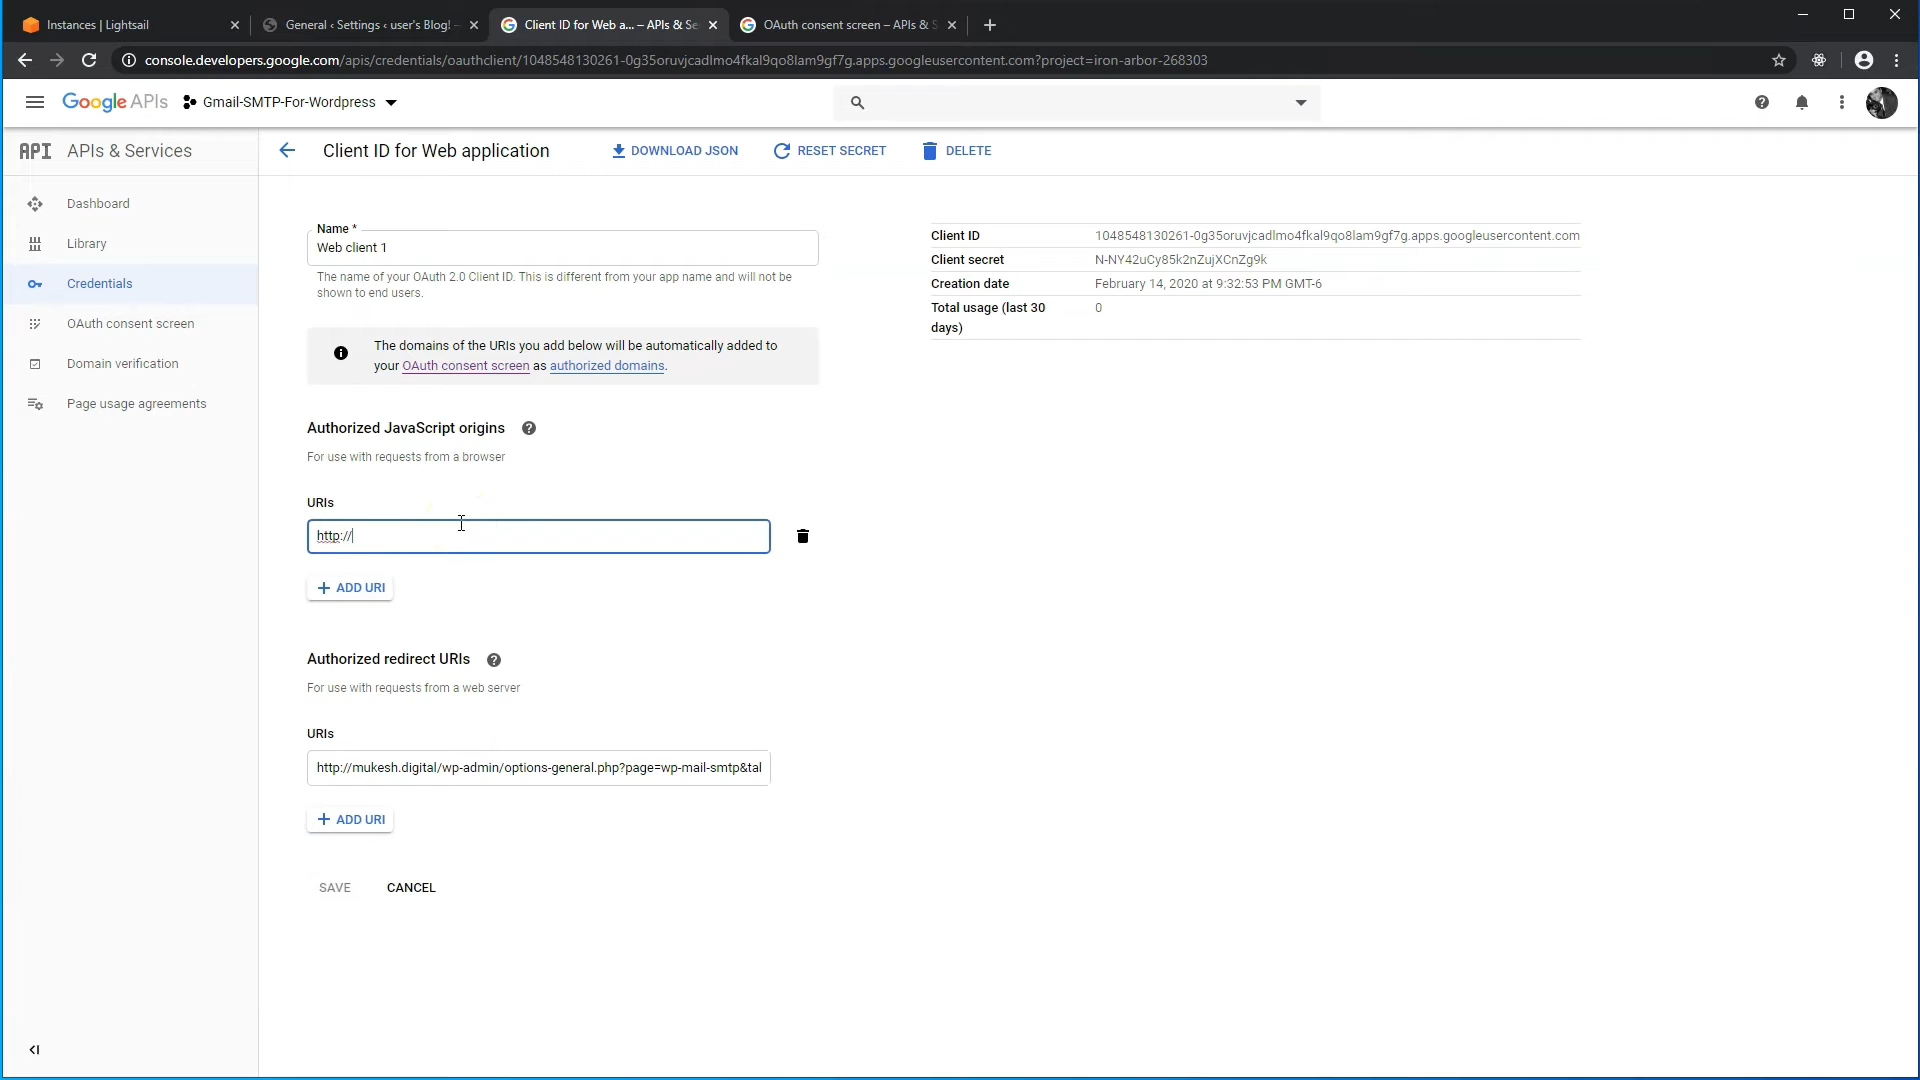 Instances | Lightsail
General ‹ Settings ‹ user's Blog! –
Client ID for Web a... – APIs & Se
OAuth consent screen – APIs & S
console.developers.google.com/apis/credentials/oauthclient/1048548130261-0g35oruvjcadlmo4fkal9qo8lam9gf7g.apps.googleusercontent.com?project=iron-arbor-268303
Google APIs
Gmail-SMTP-For-Wordpress
API APIs & Services
Client ID for Web application
DOWNLOAD JSON
RESET SECRET
DELETE
Dashboard
Library
Credentials
OAuth consent screen
Domain verification
Page usage agreements
Name *
Web client 1
The name of your OAuth 2.0 Client ID. This is different from your app name and will not be
shown to end users.
The domains of the URIs you add below will be automatically added to
your OAuth consent screen as authorized domains.
Authorized JavaScript origins
For use with requests from a browser
URIs
http://
ADD URI
Authorized redirect URIs
For use with requests from a web server
URIs
http://mukesh.digital/wp-admin/options-general.php?page=wp-mail-smtp&tal
ADD URI
SAVE
CANCEL
Client ID 1048548130261-0g35oruvjcadlmo4fkal9qo8lam9gf7g.apps.googleusercontent.com
Client secret N-NY42uCy85k2nZujXCnZg9k
Creation date February 14, 2020 at 9:32:53 PM GMT-6
Total usage (last 30 0
days)